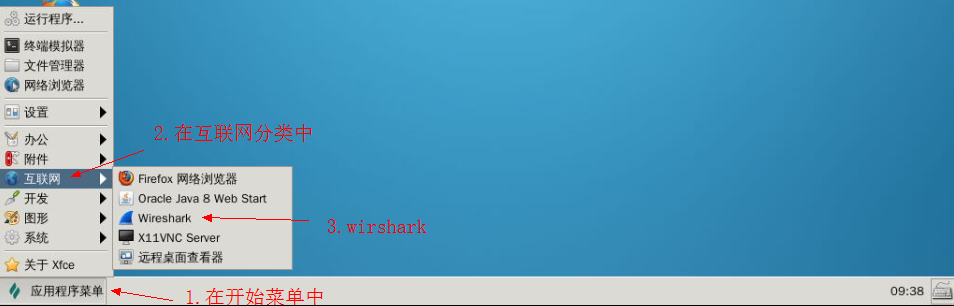 运行程序...
终端模拟器
文件管理器
网络浏览器
设置
办公
附件
互联网
开发
图形
系统
关于 Xfce
应用程序菜单
Firefox 网络浏览器
Oracle Java 8 Web Start
Wireshark
X11VNC Server
远程桌面查看器
2.在互联网分类中
3.wirshark
1.在开始菜单中
09:38